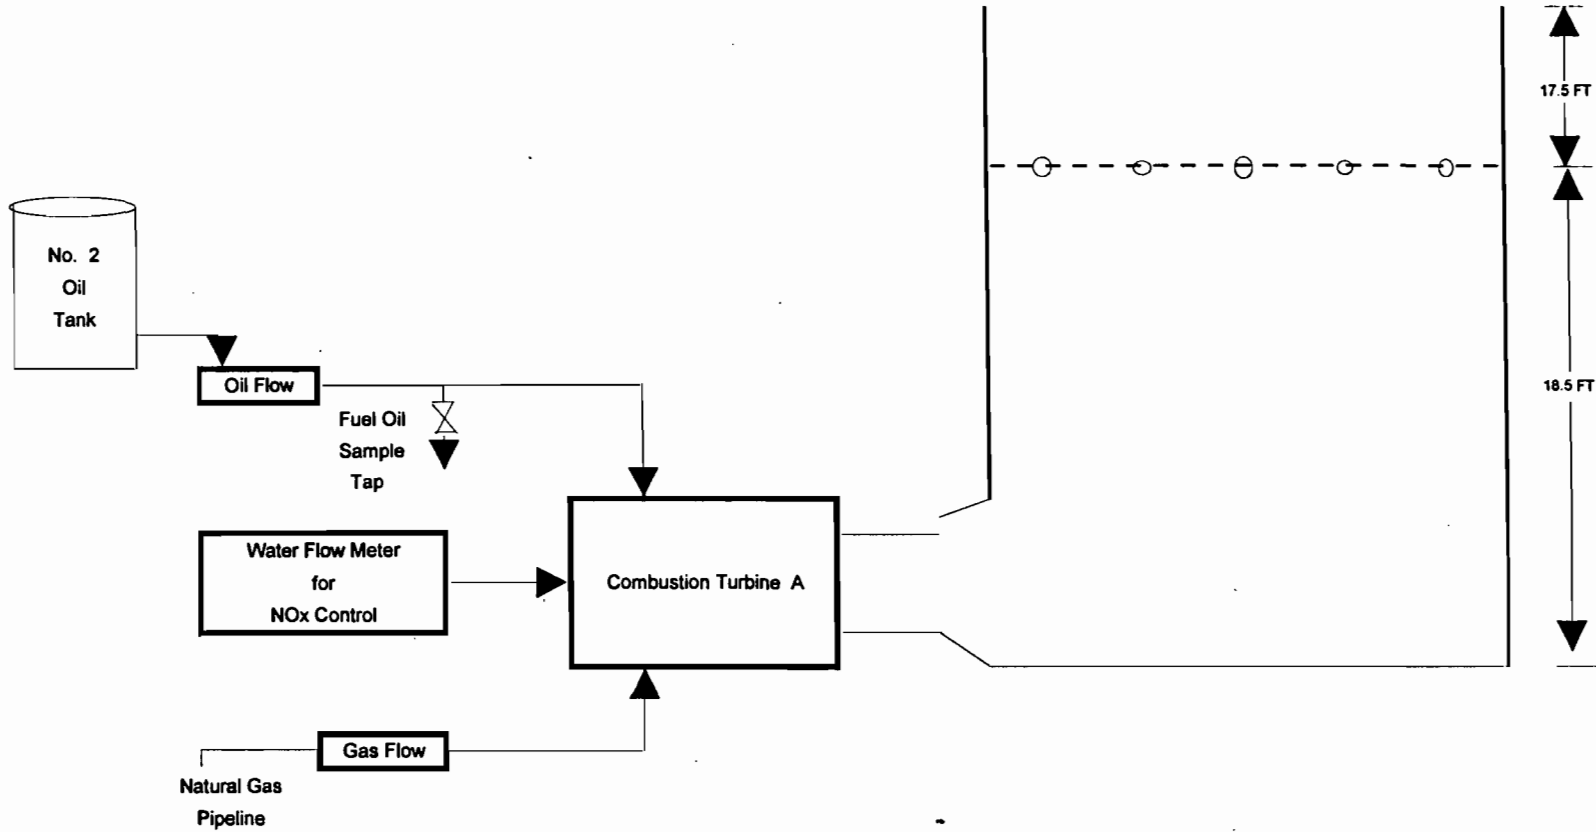 17.5 FT
No. 2
Oil
Tank
Oil Flow
18.5 FT
Fuel Oil
Sample
Tap
Water Flow Meter
for
NOx Control
Combustion Turbine A
Gas Flow
Natural Gas
Pipeline